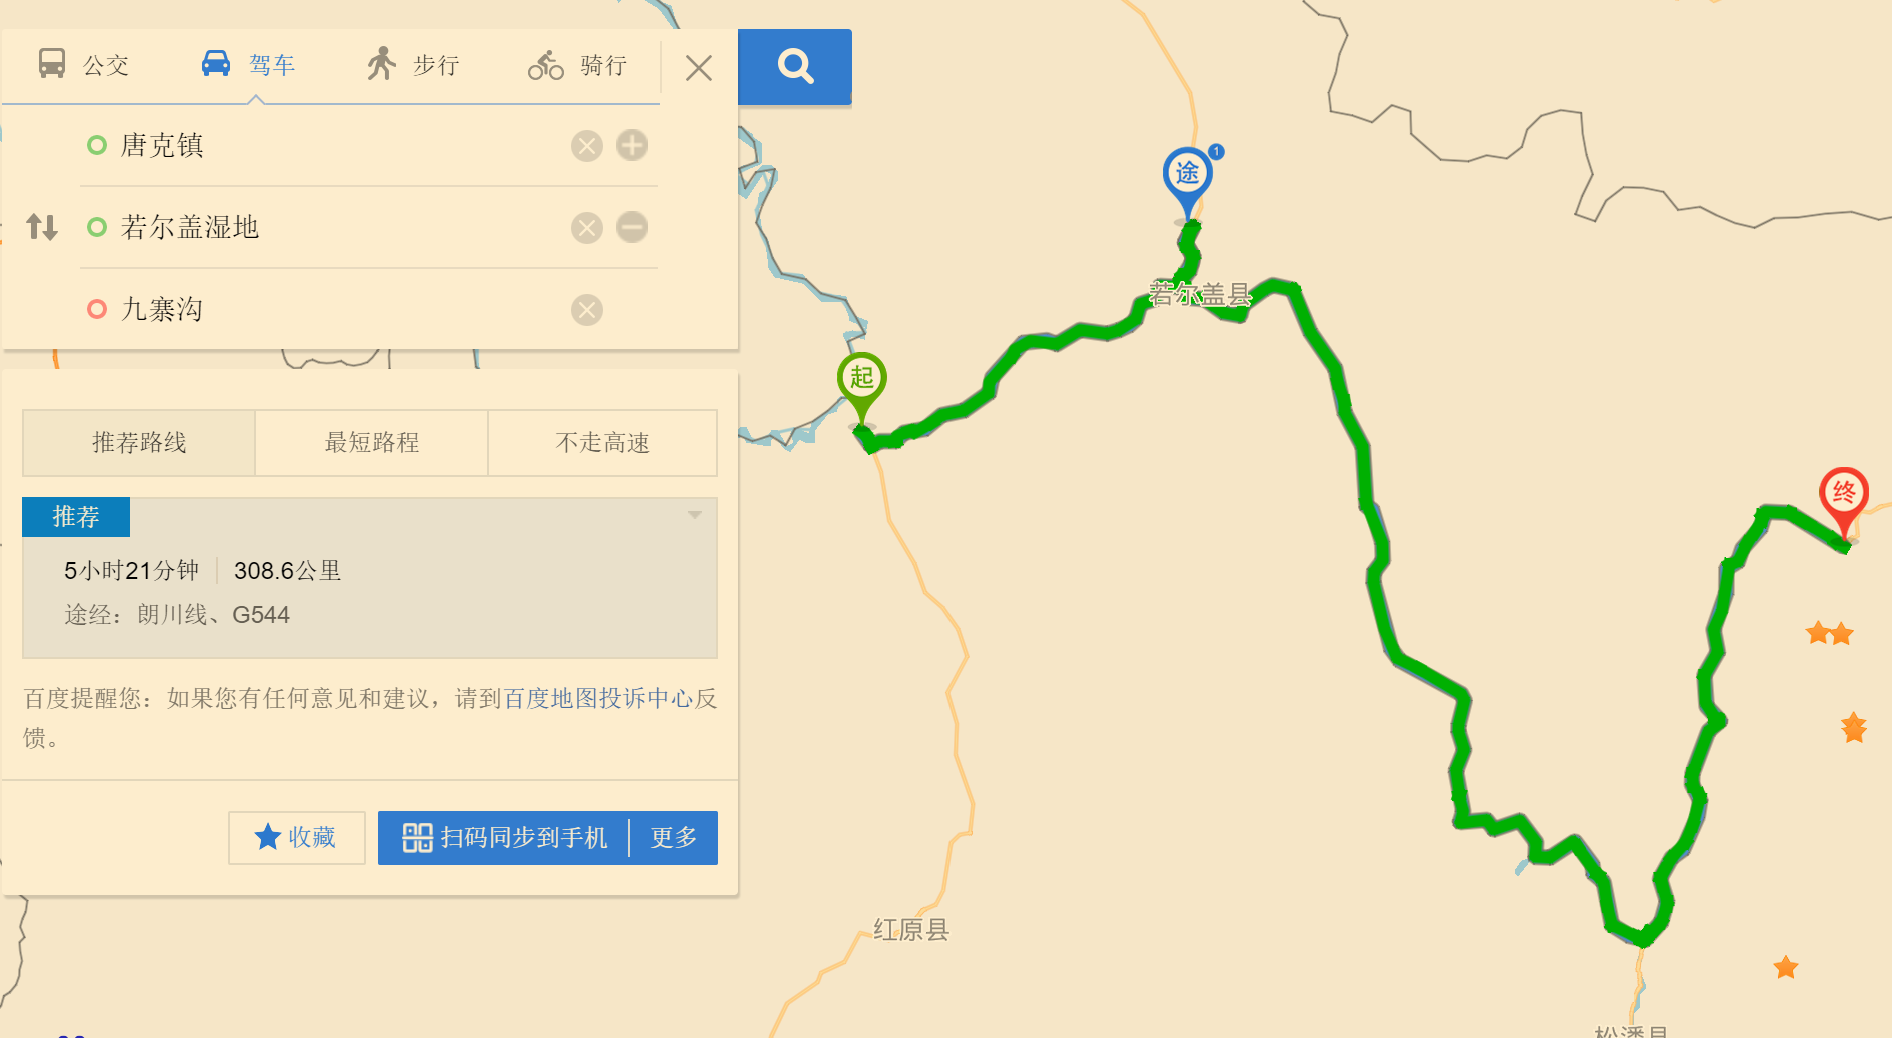 公交
驾车
步行
骑行
唐克镇
若尔盖湿地
九寨沟
推荐路线
最短路程
不走高速
推荐
5小时21分钟
308.6公里
途经：朗川线、G544
百度提醒您：如果您有任何意见和建议，请到百度地图投诉中心反
馈。
收藏
扫码同步到手机
更多
途
1
若尔盖县
起
终
红原县
松潘县